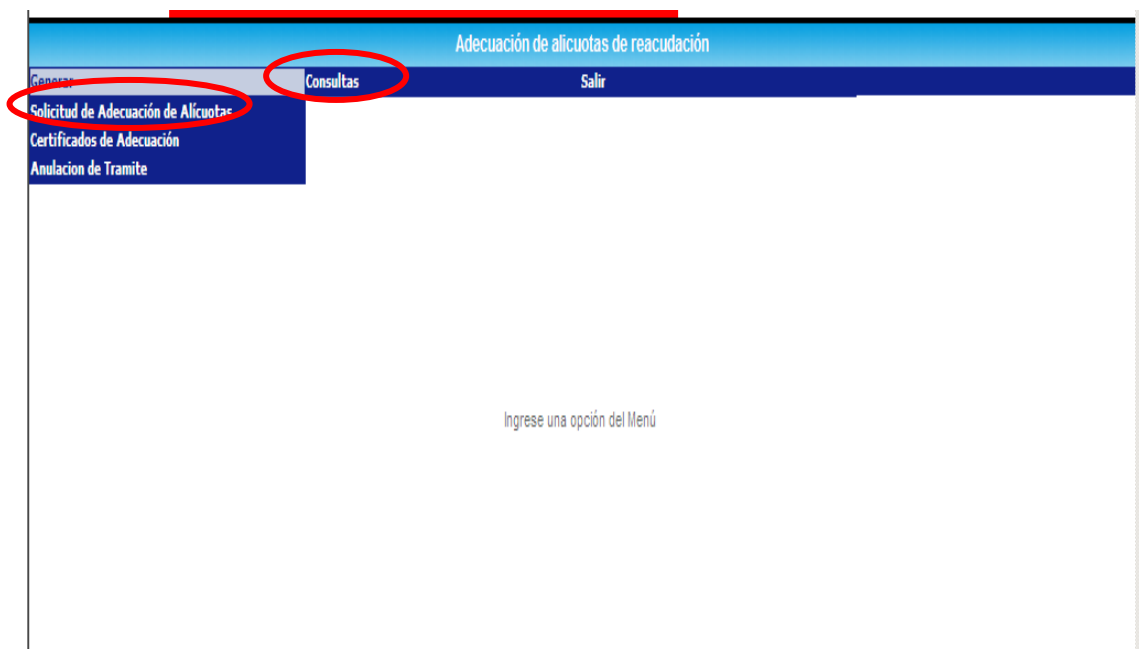 Adecuación de alicuotas de reacudación
Generar Consultas Salir
Solicitud de Adecuación de Alícuotas
Certificados de Adecuación
Anulacion de Tramite
Ingrese una opción del Menú